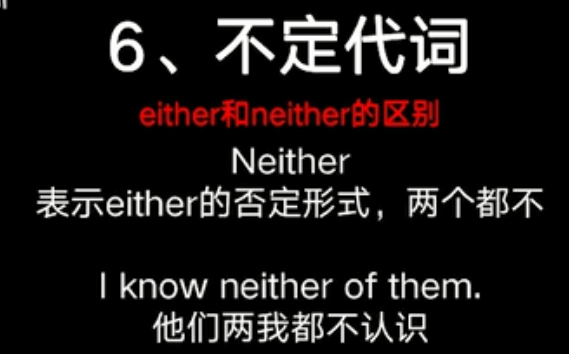 6、不定代词
either和neither的区别
Neither
表示either的否定形式，两个都不
I know neither of them.
他们两我都不认识